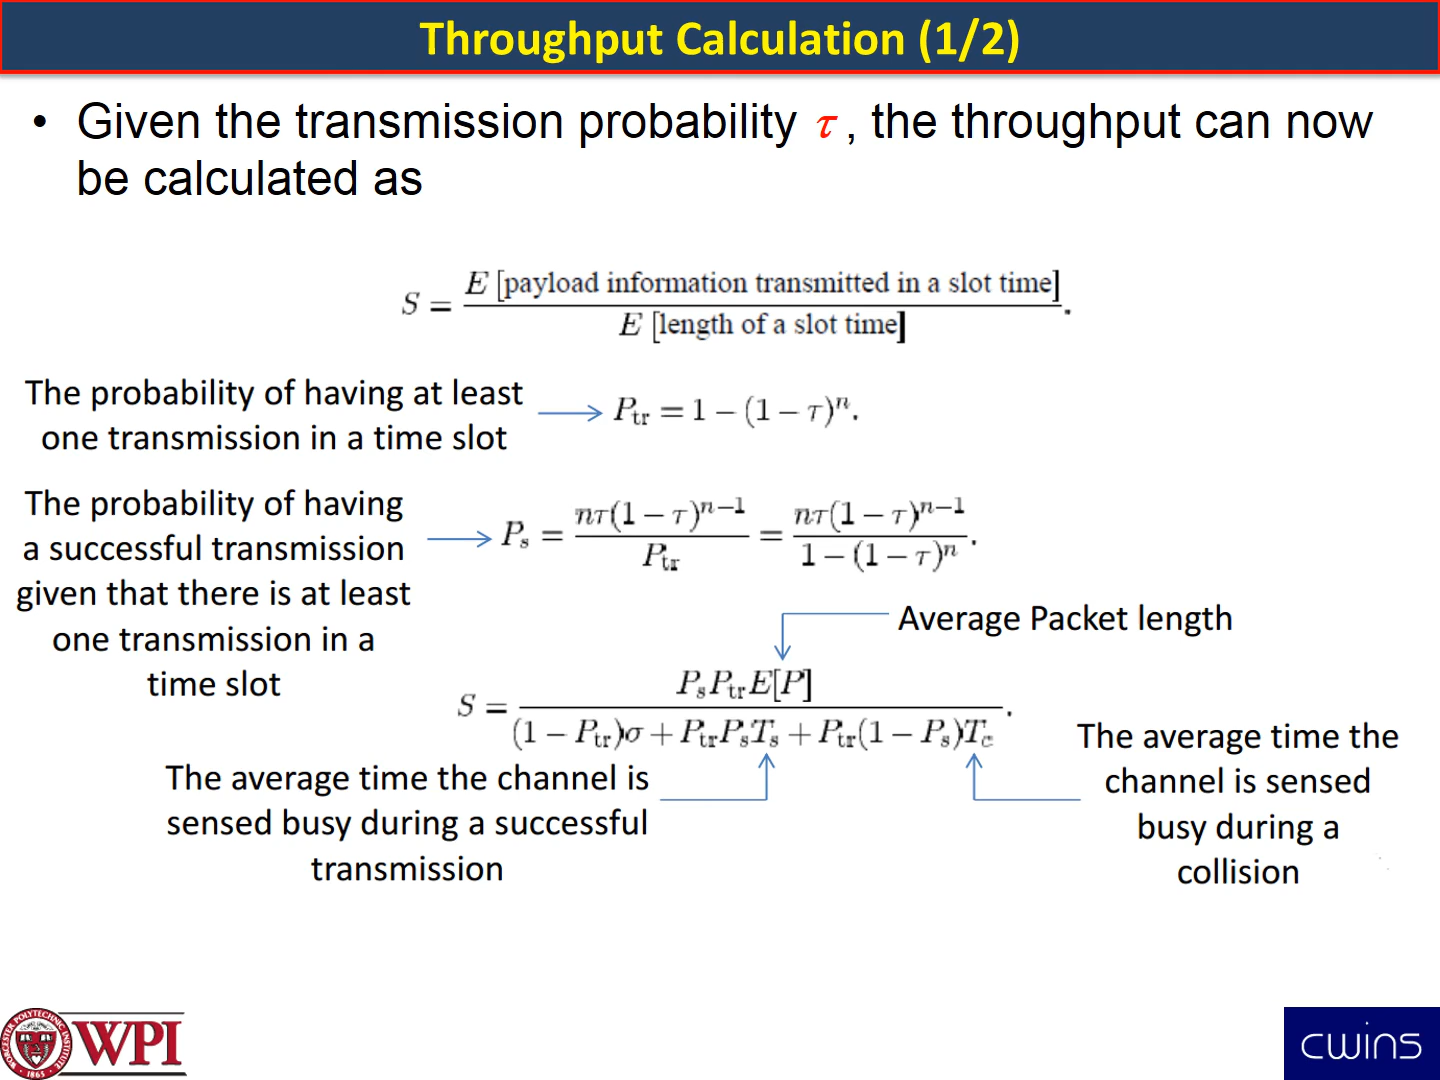 Throughput Calculation (1/2)
• Given the transmission probability τ , the throughput can now
be calculated as
S = E [payload information transmitted in a slot time] / E [length of a slot time] .
The probability of having at least
one transmission in a time slot
P_tr = 1 − (1 − τ)^n.
The probability of having
a successful transmission
given that there is at least
one transmission in a
time slot
P_s = nτ(1 − τ)^{n−1} / P_tr = nτ(1 − τ)^{n−1} / 1 − (1 − τ)^n .
Average Packet length
S = P_s P_tr E[P] / (1 − P_tr)σ + P_tr P_s T_s + P_tr(1 − P_s)T_c .
The average time the channel is
sensed busy during a successful
transmission
The average time the
channel is sensed
busy during a
collision
WORCESTER POLYTECHNIC INSTITUTE
1865
WPI
cwins